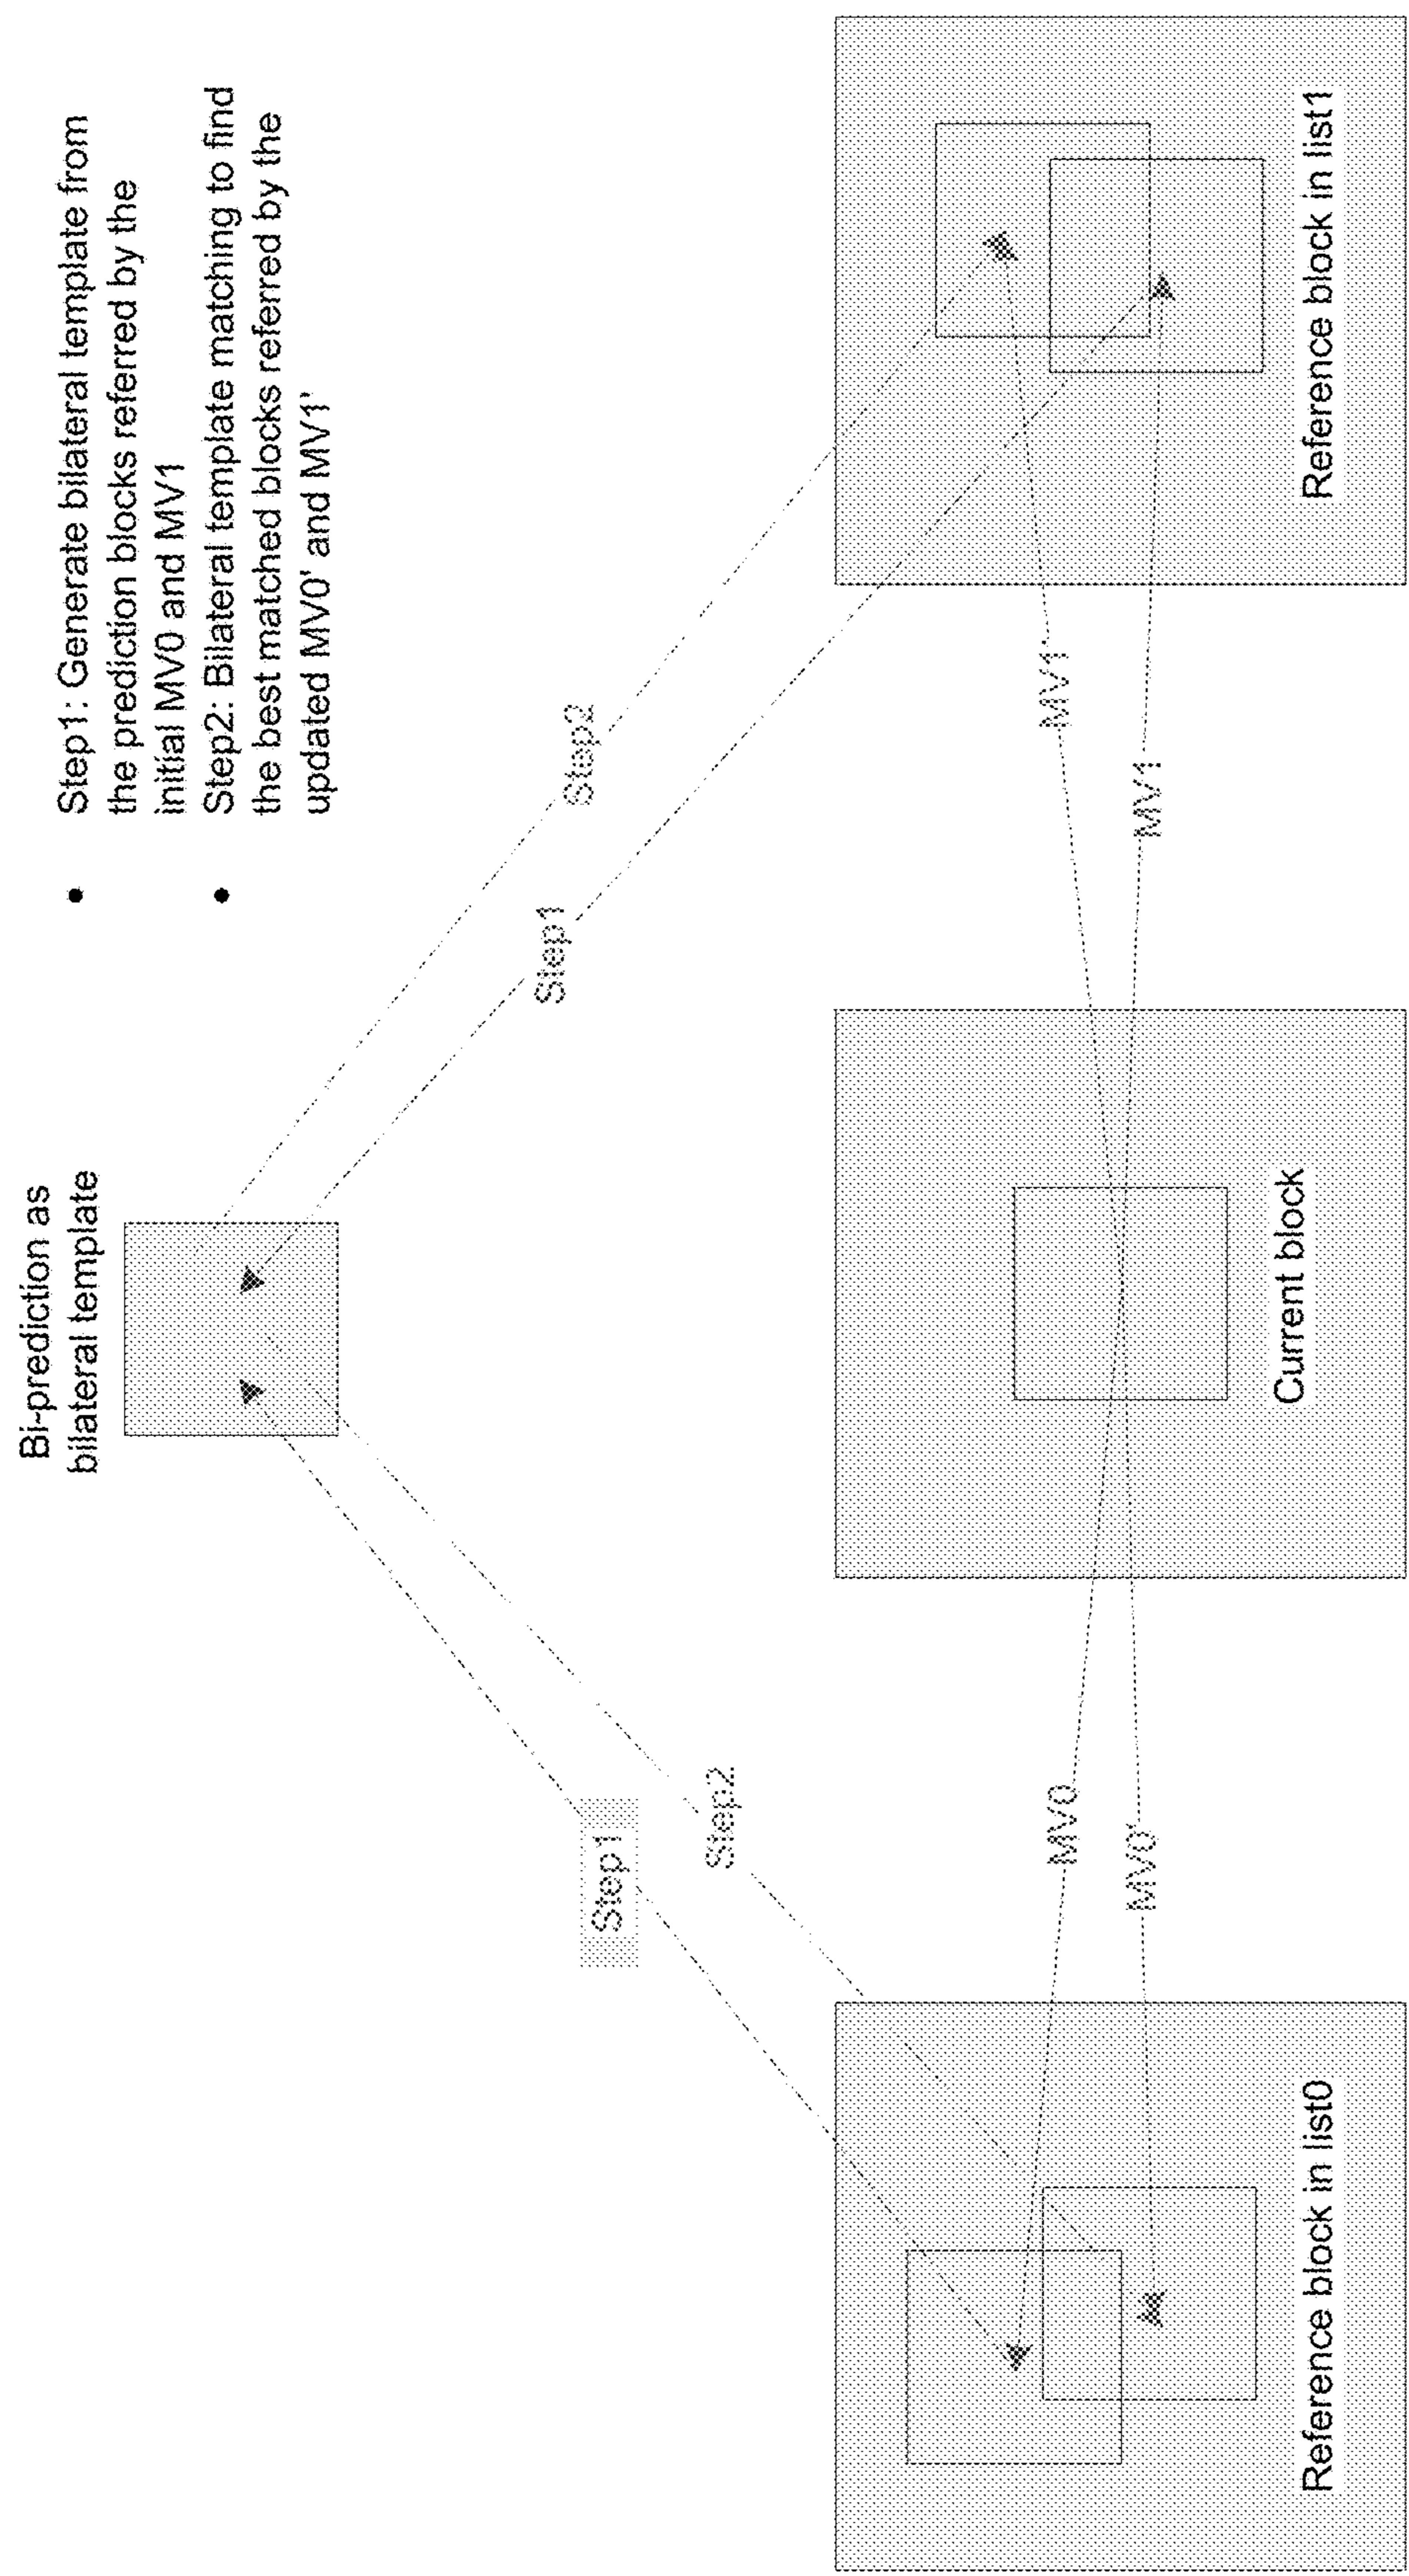 Bi-prediction as
bilateral template
• Step1: Generate bilateral template from
the prediction blocks referred by the
initial MV0 and MV1
• Step2: Bilateral template matching to find
the best matched blocks referred by the
updated MV0' and MV1'
Step1
Step2
Step1
Step2
MV0
MV0'
MV1'
MV1
Reference block in list0
Current block
Reference block in list1